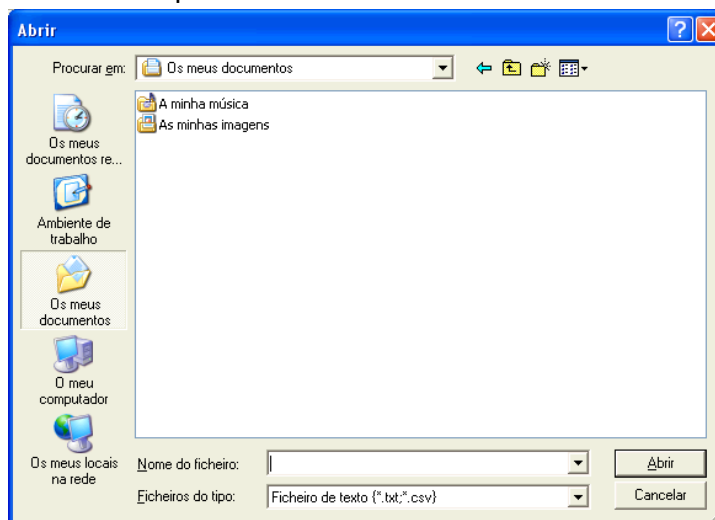 Abrir
Procurar em: Os meus documentos
A minha música
As minhas imagens
Os meus
documentos re...
Ambiente de
trabalho
Os meus
documentos
O meu
computador
Os meus locais
na rede
Nome do ficheiro:
Abrir
Ficheiros do tipo: Ficheiro de texto {*.txt;*.csv}
Cancelar